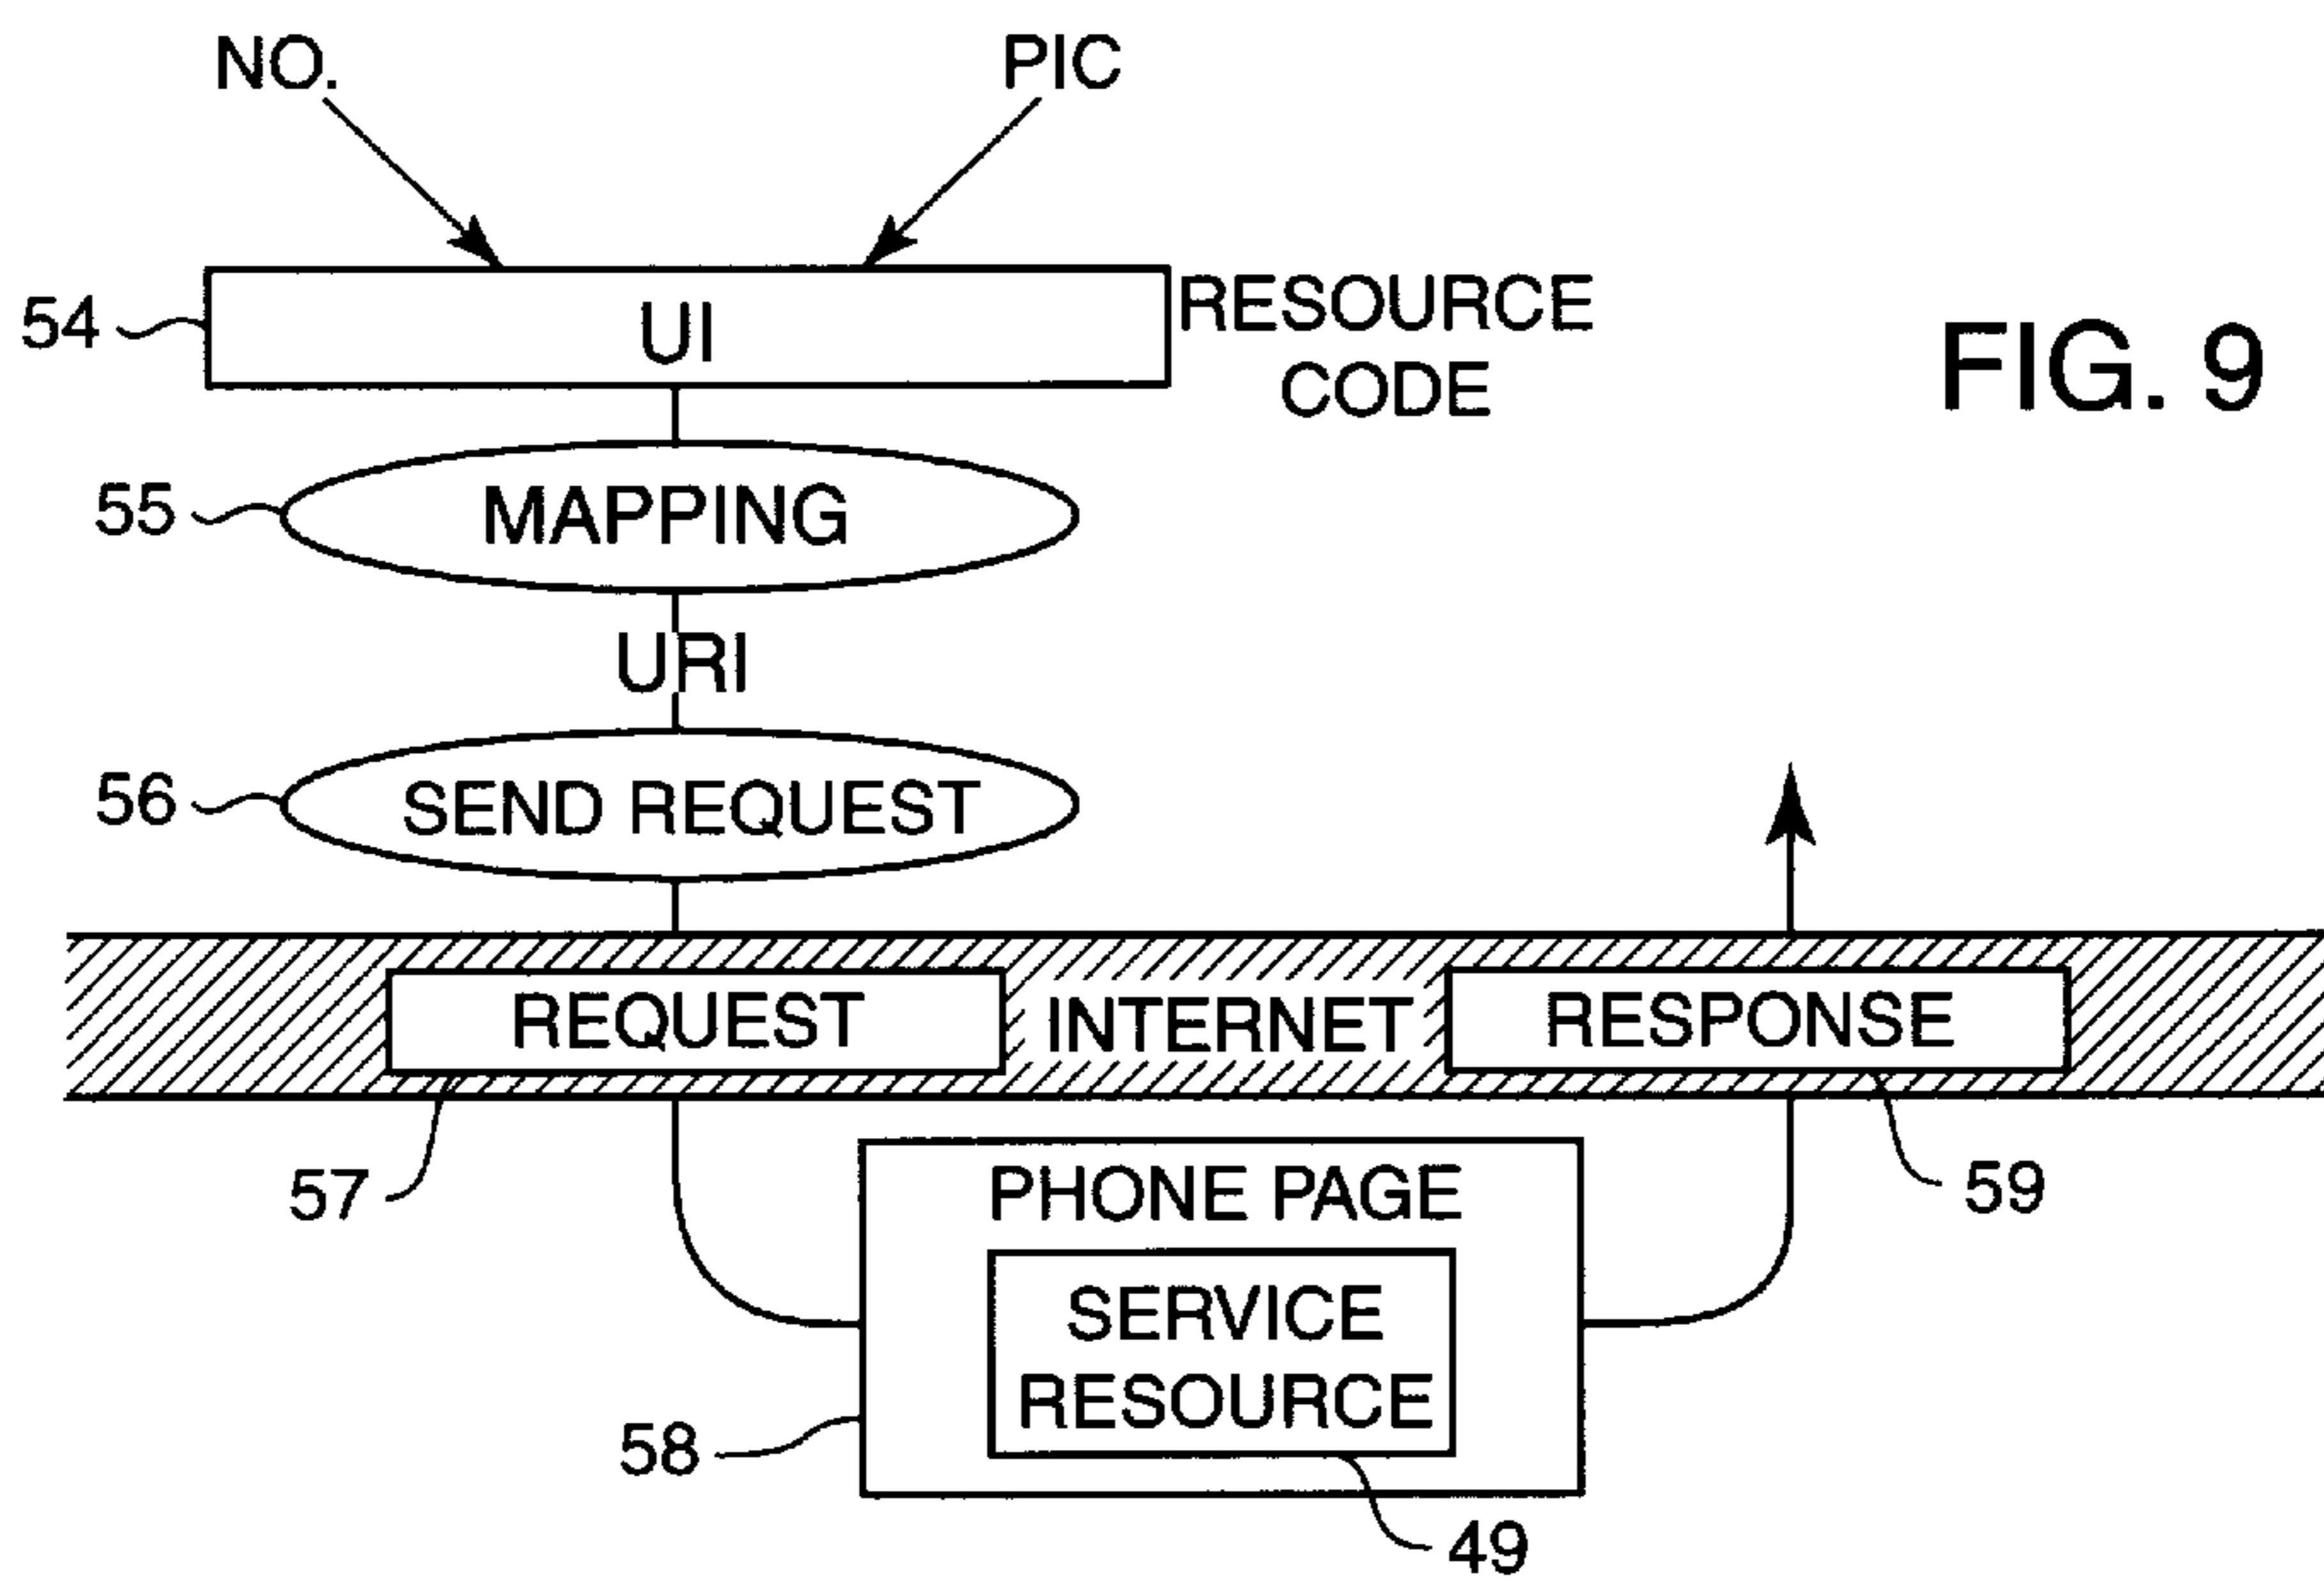 NO.
PIC
54
UI
RESOURCE
CODE
FIG. 9
55
MAPPING
URI
56
SEND REQUEST
REQUEST
INTERNET
RESPONSE
57
PHONE PAGE
59
SERVICE
RESOURCE
58
49